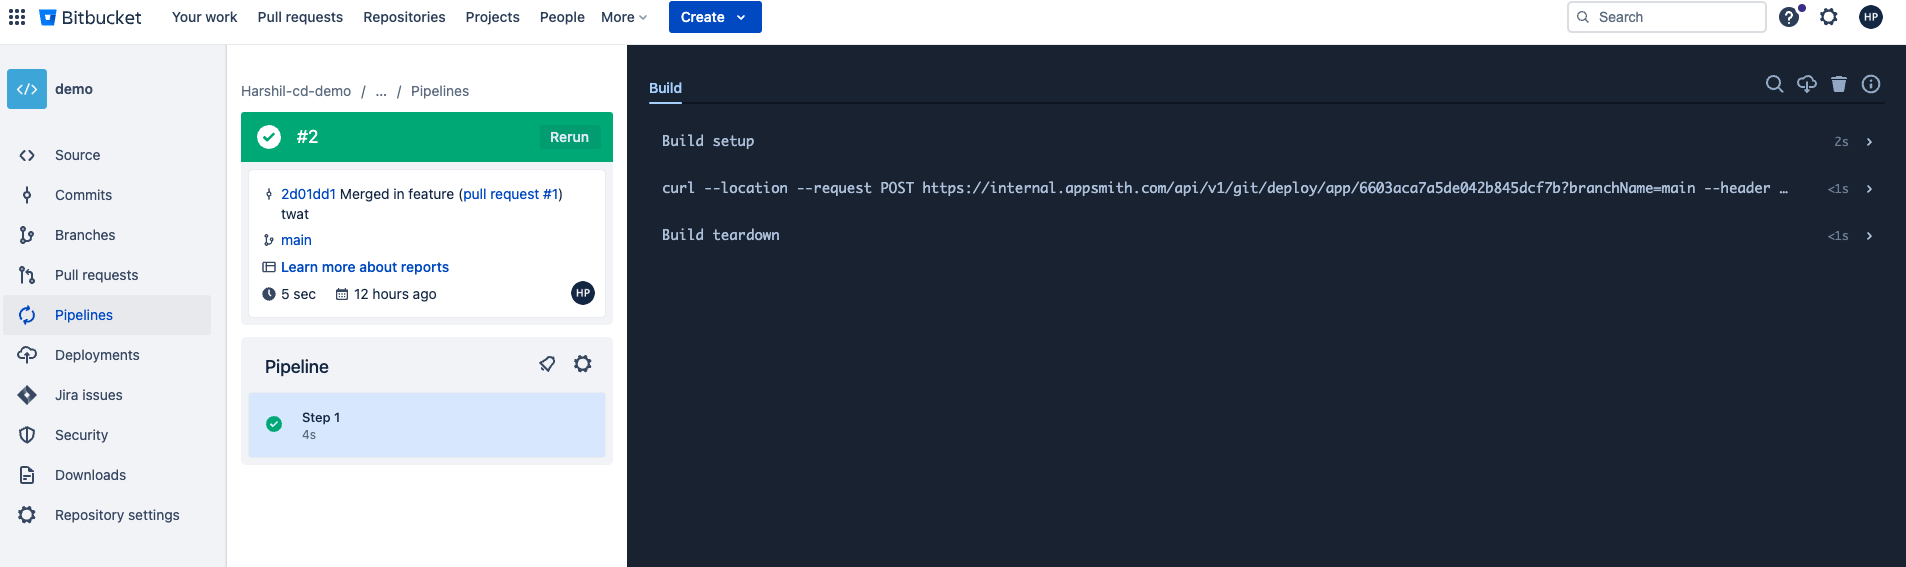 Bitbucket
Your work
Pull requests
Repositories
Projects
People
More
Create
Search
HP
</> demo
Source
Commits
Branches
Pull requests
Pipelines
Deployments
Jira issues
Security
Downloads
Repository settings
Harshil-cd-demo / ... / Pipelines
#2
Rerun
2d01dd1 Merged in feature (pull request #1)
twat
main
Learn more about reports
5 sec 12 hours ago
HP
Pipeline
Step 1
4s
Build
Build setup 2s
curl --location --request POST https://internal.appsmith.com/api/v1/git/deploy/app/6603aca7a5de042b845dcf7b?branchName=main --header … <1s
Build teardown <1s